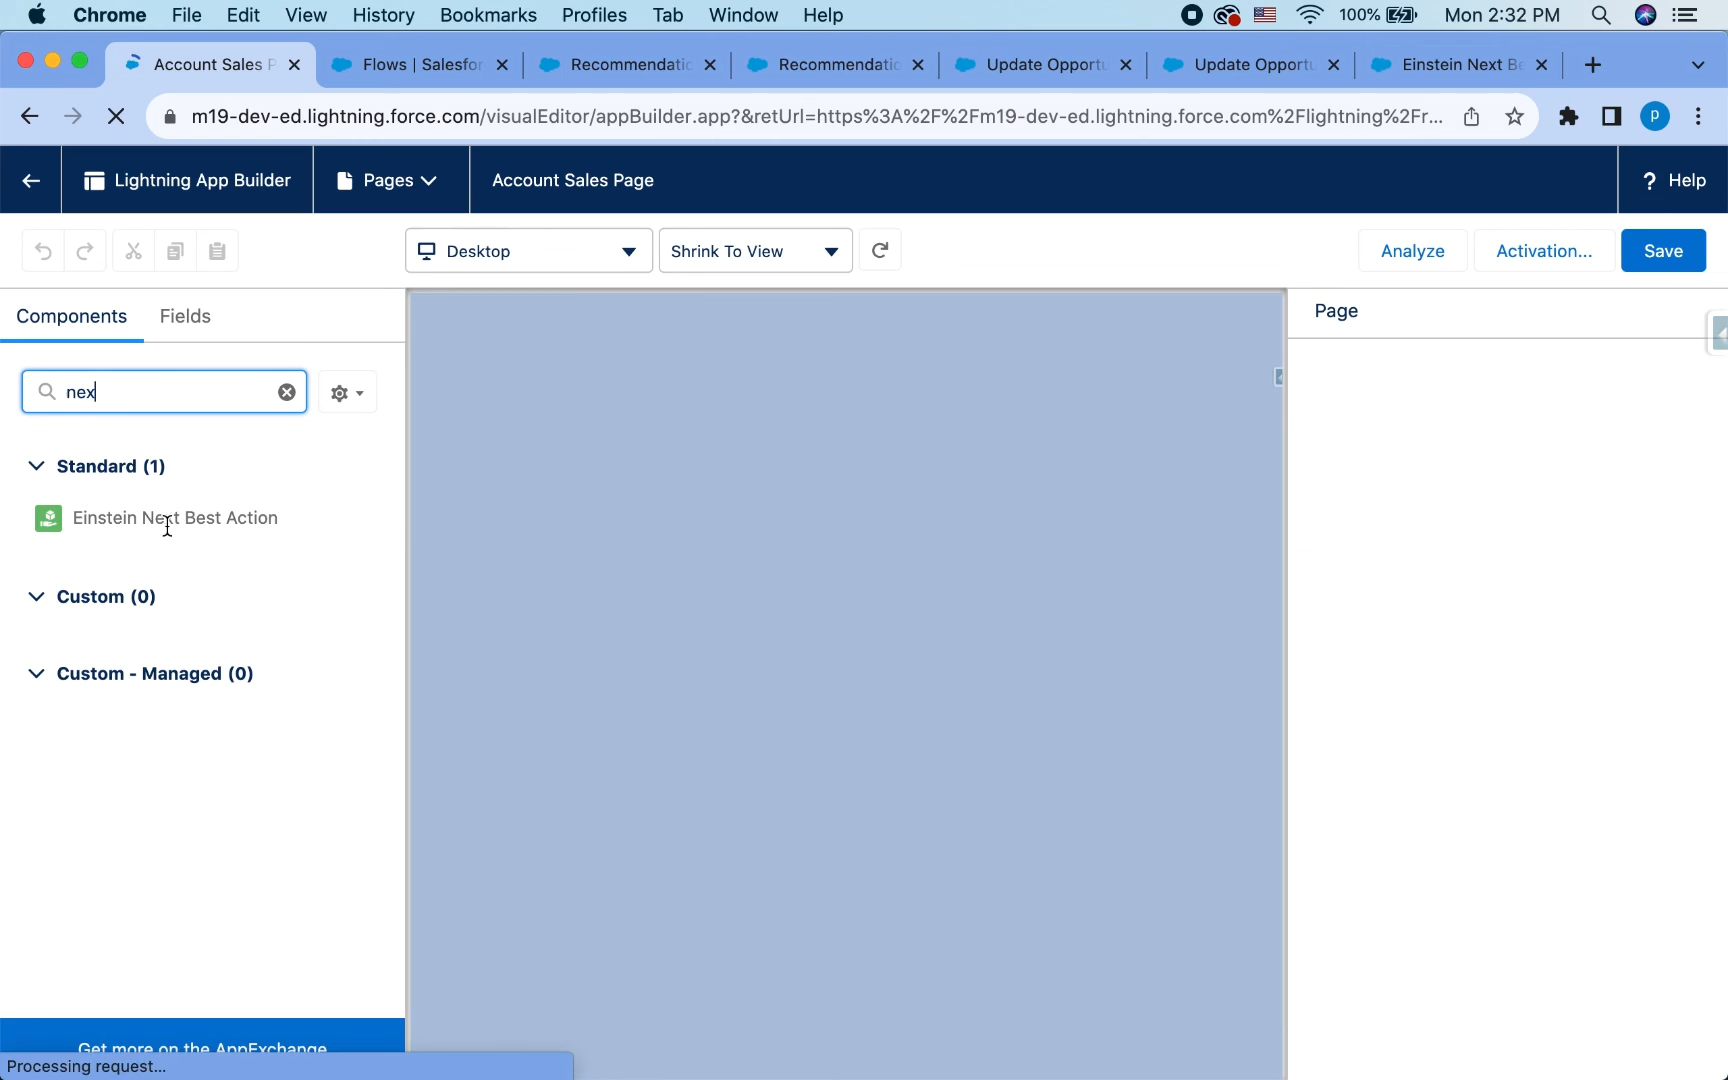 Chrome File Edit View History Bookmarks Profiles Tab Window Help 100% Mon 2:32 PM
Account Sales P Flows | Salesfor Recommendatic Recommendatic Update Opportu Update Opportu Einstein Next Be
m19-dev-ed.lightning.force.com/visualEditor/appBuilder.app?&retUrl=https%3A%2F%2Fm19-dev-ed.lightning.force.com%2Flightning%2Fr... P
Lightning App Builder Pages Account Sales Page ? Help
Desktop Shrink To View Analyze Activation... Save
Components Fields Page
nex
Standard (1)
Einstein Next Best Action
Custom (0)
Custom - Managed (0)
Get more on the AppExchange
Processing request...